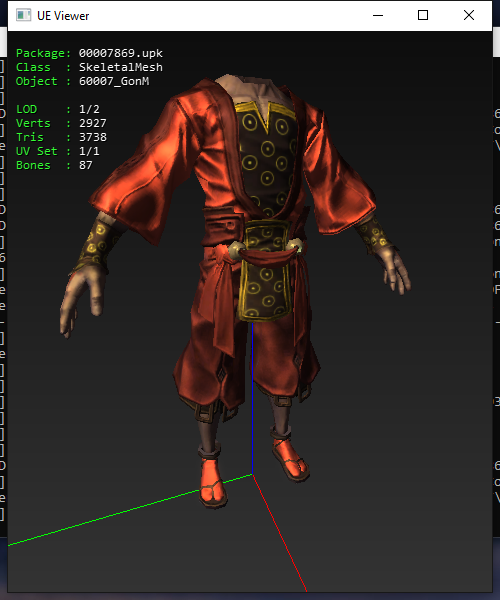 UE Viewer
Package: 00007869.upk
Class : SkeletalMesh
Object : 60007_GonM
LOD : 1/2
Verts : 2927
Tris : 3738
UV Set : 1/1
Bones : 87